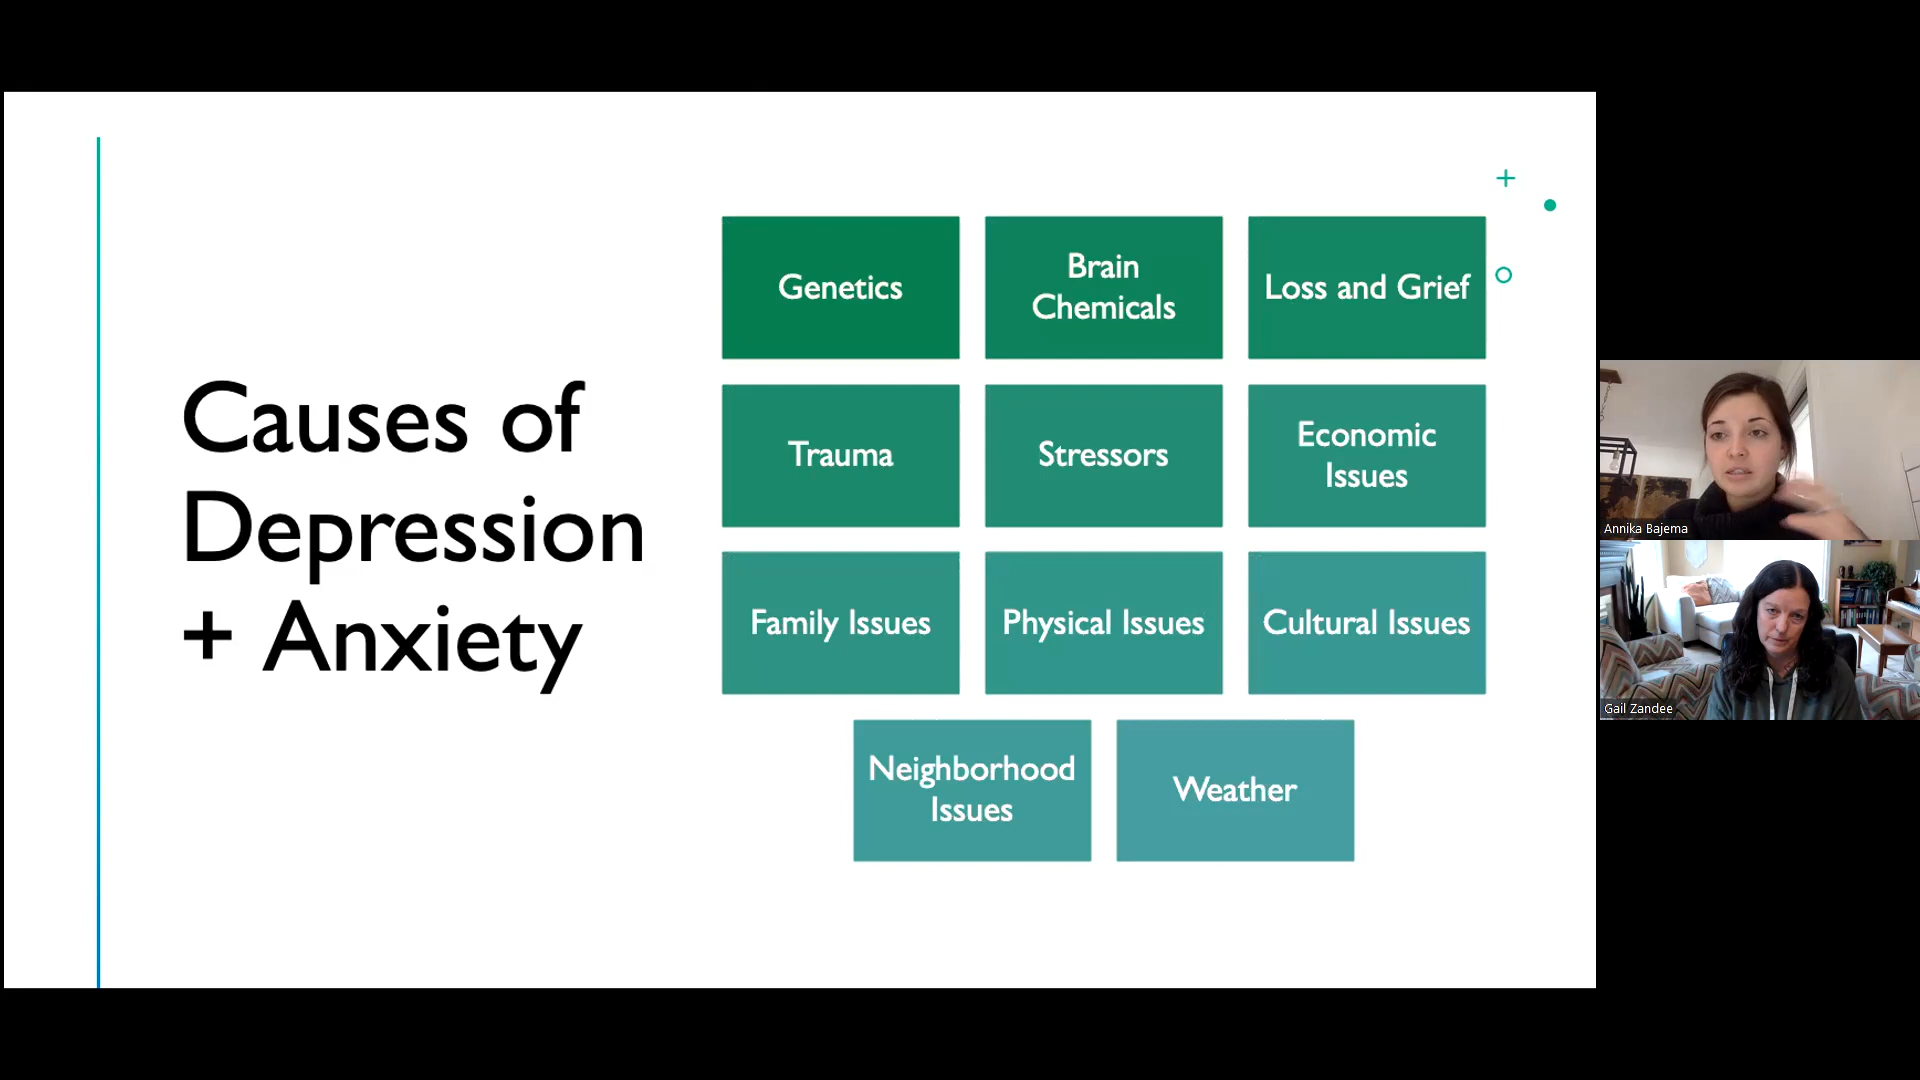 Causes of
Depression
+ Anxiety
Genetics
Brain
Chemicals
Loss and Grief
Trauma
Stressors
Economic
Issues
Family Issues
Physical Issues
Cultural Issues
Neighborhood
Issues
Weather
Annika Bajema
Gail Zandee